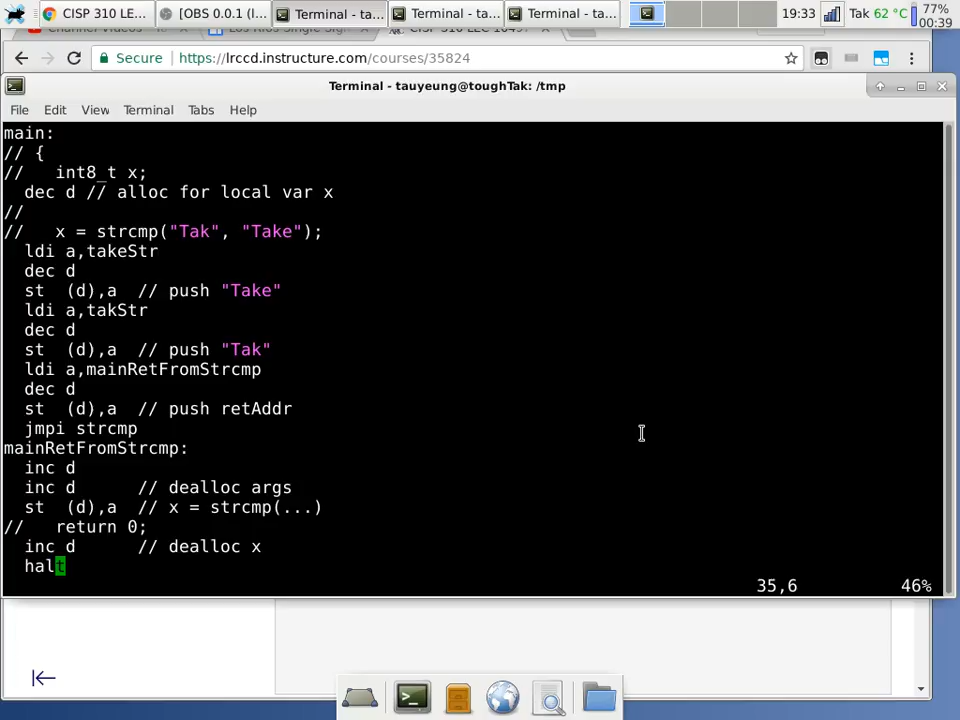 CISP 310 LE...
[OBS 0.0.1 (l...
Terminal - ta...
Terminal - ta...
Terminal - ta...
19:33
Tak 62 °C
77%
00:39
Secure
https://lrccd.instructure.com/courses/35824
Terminal - tauyeung@toughTak: /tmp
File Edit View Terminal Tabs Help
main:
// {
//   int8_t x;
  dec d // alloc for local var x
//
//   x = strcmp("Tak", "Take");
  ldi a,takeStr
  dec d
  st  (d),a  // push "Take"
  ldi a,takStr
  dec d
  st  (d),a  // push "Tak"
  ldi a,mainRetFromStrcmp
  dec d
  st  (d),a  // push retAddr
  jmpi strcmp
mainRetFromStrcmp:
  inc d
  inc d      // dealloc args
  st  (d),a  // x = strcmp(...)
//   return 0;
  inc d      // dealloc x
  halt
35,6 46%